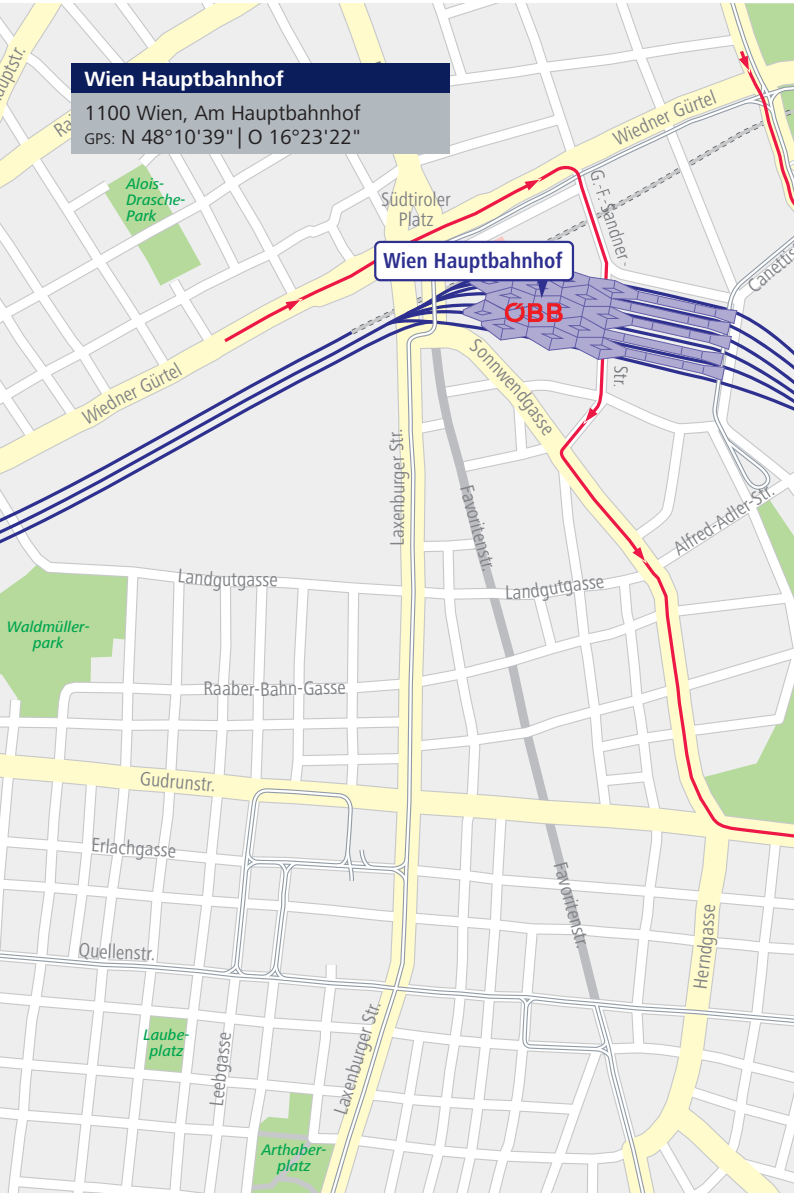 Wien Hauptbahnhof
1100 Wien, Am Hauptbahnhof
GPS: N 48°10'39" | O 16°23'22"
Wiedner Gürtel
Alois-
Drasche-
Park
Südtiroler
Platz
G.-F.-Sandner-
Wien Hauptbahnhof
ÖBB
Wiedner Gürtel
Sonnwendgasse
Str.
Laxenburger Str.
Favoritenstr.
Alfred-Adler-Str.
Landgutgasse
Landgutgasse
Waldmüller-
park
Raaber-Bahn-Gasse
Gudrunstr.
Erlachgasse
Favoritenstr.
Herndgasse
Quellenstr.
Laube-
platz
Leebgasse
Laxenburger Str.
Arthaber-
platz